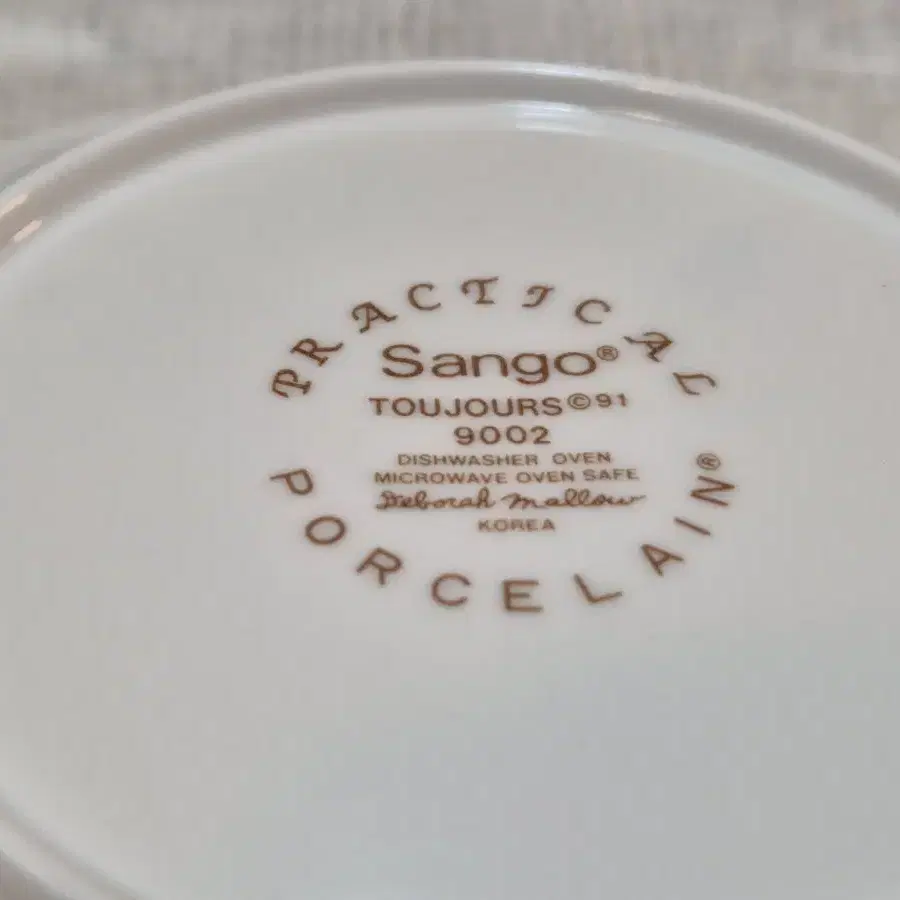 PRACTICAL
Sango®
TOUJOURS©91
9002
DISHWASHER OVEN
MICROWAVE OVEN SAFE
Deborah Mallow
KOREA
PORCELAIN®